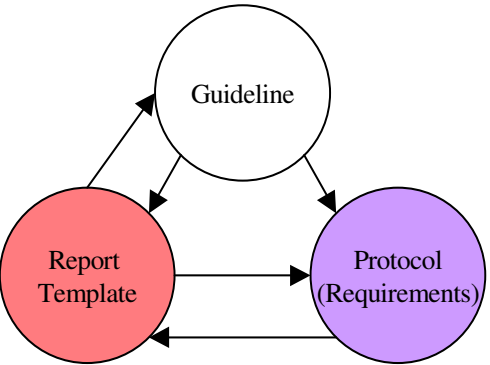 Guideline
Report
Template
Protocol
(Requirements)